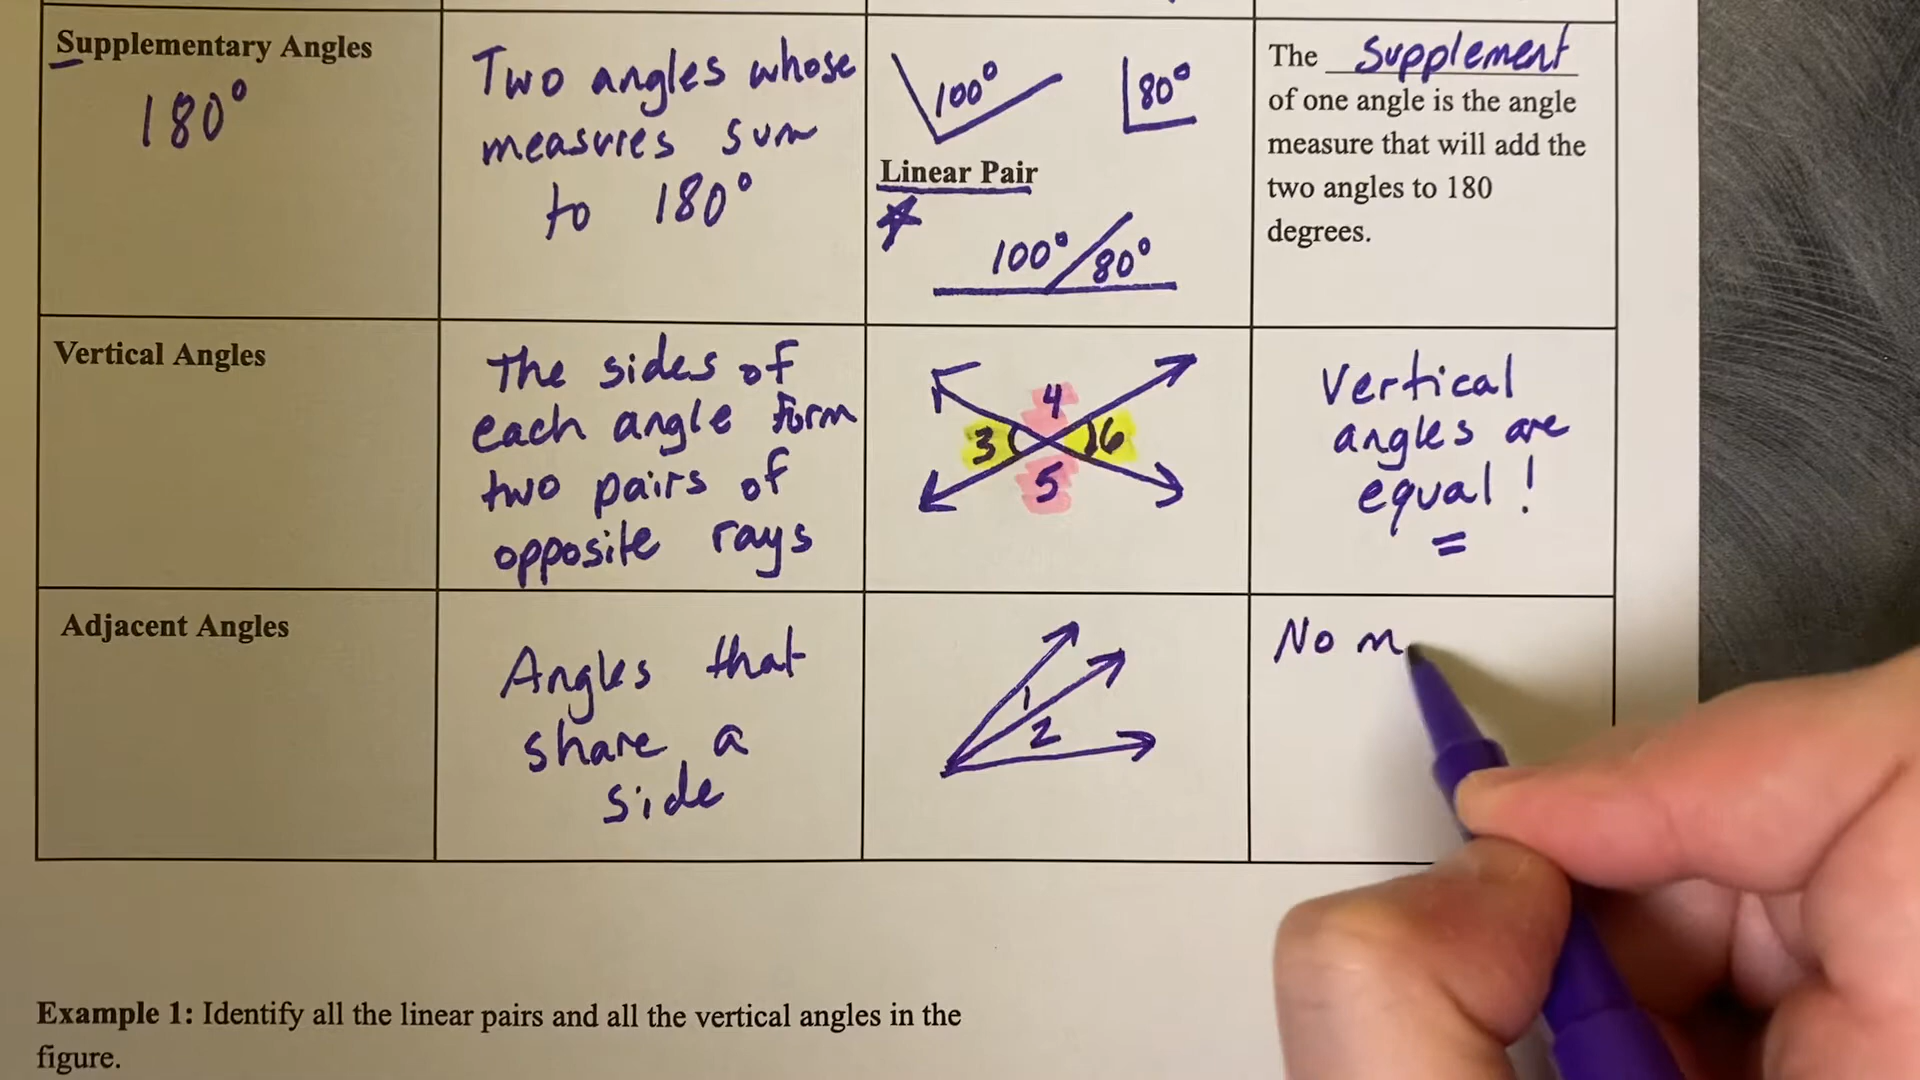 Supplementary Angles
180°
Two angles whose
measures sum
to 180°
100°
80°
Linear Pair
100°
80°
The Supplement
of one angle is the angle
measure that will add the
two angles to 180
degrees.
Vertical Angles
The sides of
each angle form
two pairs of
opposite rays
4
3
6
5
Vertical
angles are
equal!
=
Adjacent Angles
Angles that
share a
side
1
2
No m
Example 1: Identify all the linear pairs and all the vertical angles in the
figure.